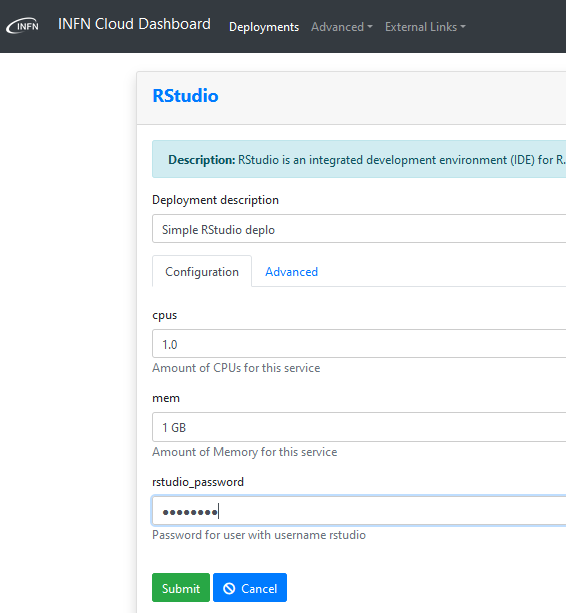 INFN INFN Cloud Dashboard Deployments Advanced External Links
RStudio
Description: RStudio is an integrated development environment (IDE) for R.
Deployment description
Simple RStudio deplo
Configuration Advanced
cpus
1.0
Amount of CPUs for this service
mem
1 GB
Amount of Memory for this service
rstudio_password
●●●●●●●●
Password for user with username rstudio
Submit Cancel